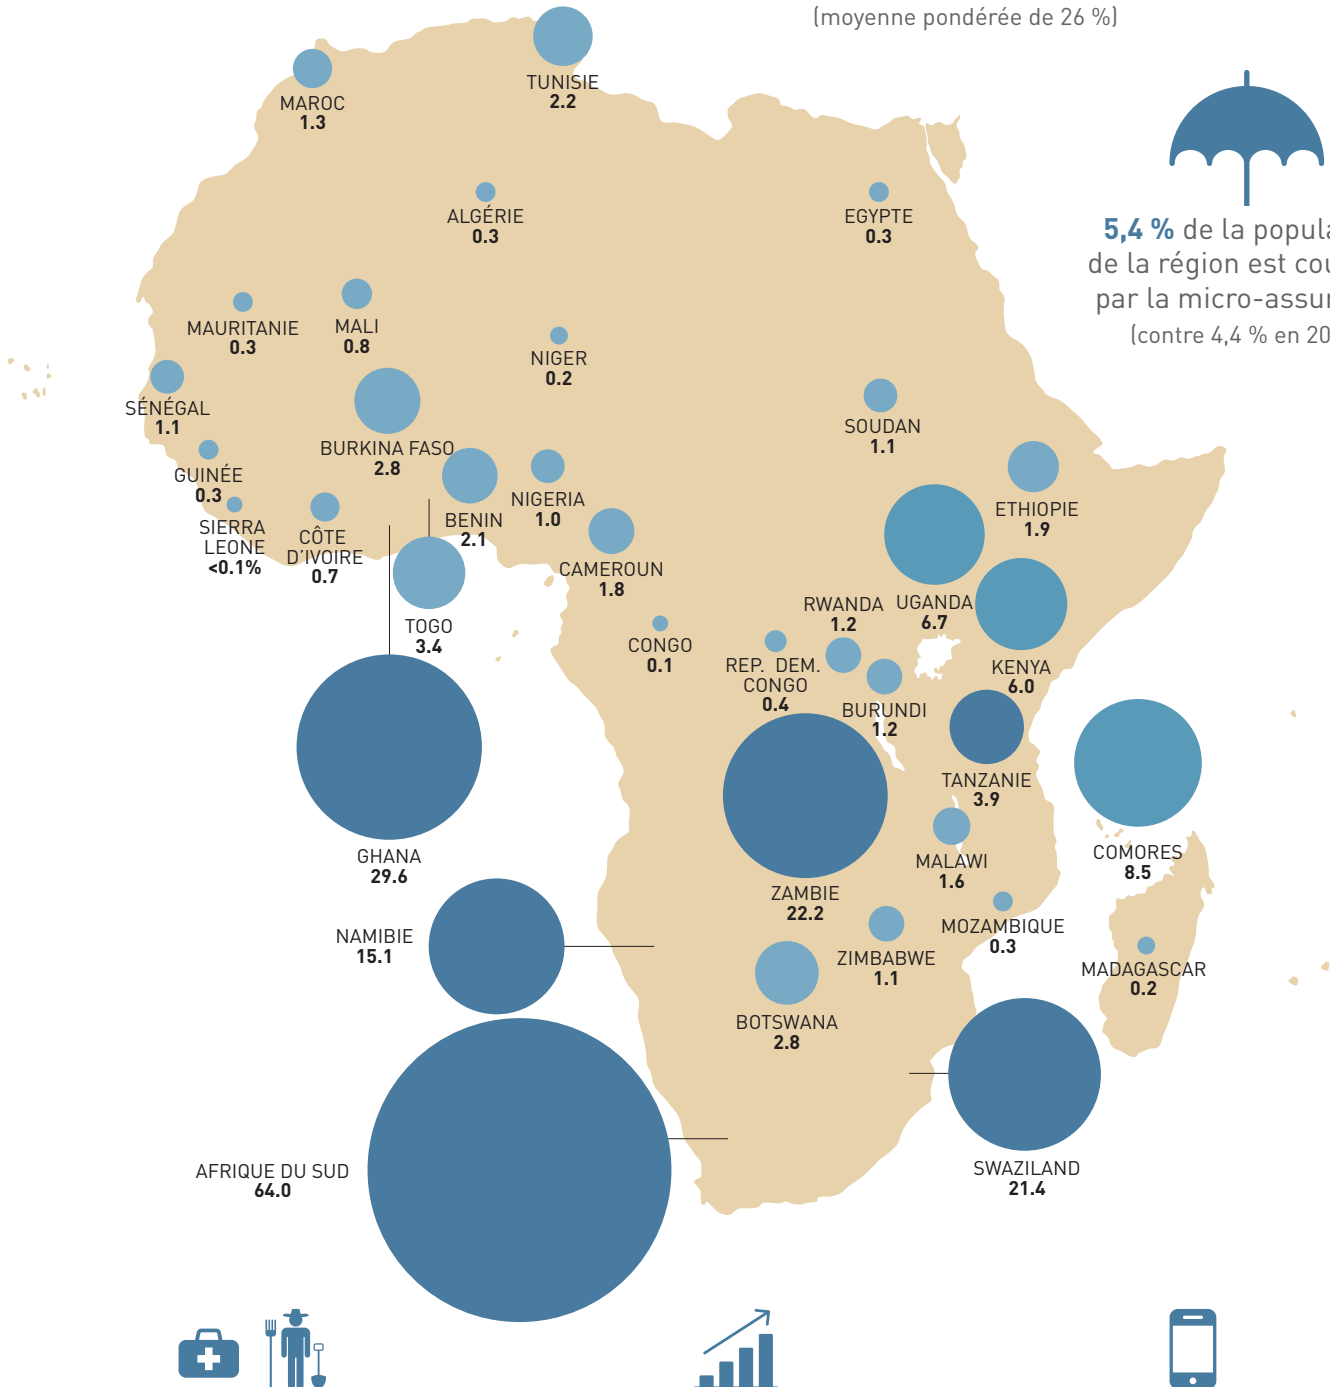 (moyenne pondérée de 26 %)
TUNISIE
2.2
MAROC
1.3
ALGÉRIE
0.3
EGYPTE
0.3
5,4 % de la popula
de la région est cou
par la micro-assur
(contre 4,4 % en 20
MAURITANIE
0.3
MALI
0.8
NIGER
0.2
SÉNÉGAL
1.1
SOUDAN
1.1
BURKINA FASO
2.8
GUINÉE
0.3
NIGERIA
1.0
ETHIOPIE
1.9
BENIN
2.1
SIERRA
LEONE
<0.1%
CÔTE
D'IVOIRE
0.7
CAMEROUN
1.8
RWANDA
1.2
UGANDA
6.7
TOGO
3.4
CONGO
0.1
REP. DEM.
CONGO
0.4
KENYA
6.0
BURUNDI
1.2
TANZANIE
3.9
GHANA
29.6
MALAWI
1.6
COMORES
8.5
ZAMBIE
22.2
NAMIBIE
15.1
MOZAMBIQUE
0.3
ZIMBABWE
1.1
MADAGASCAR
0.2
BOTSWANA
2.8
AFRIQUE DU SUD
64.0
SWAZILAND
21.4